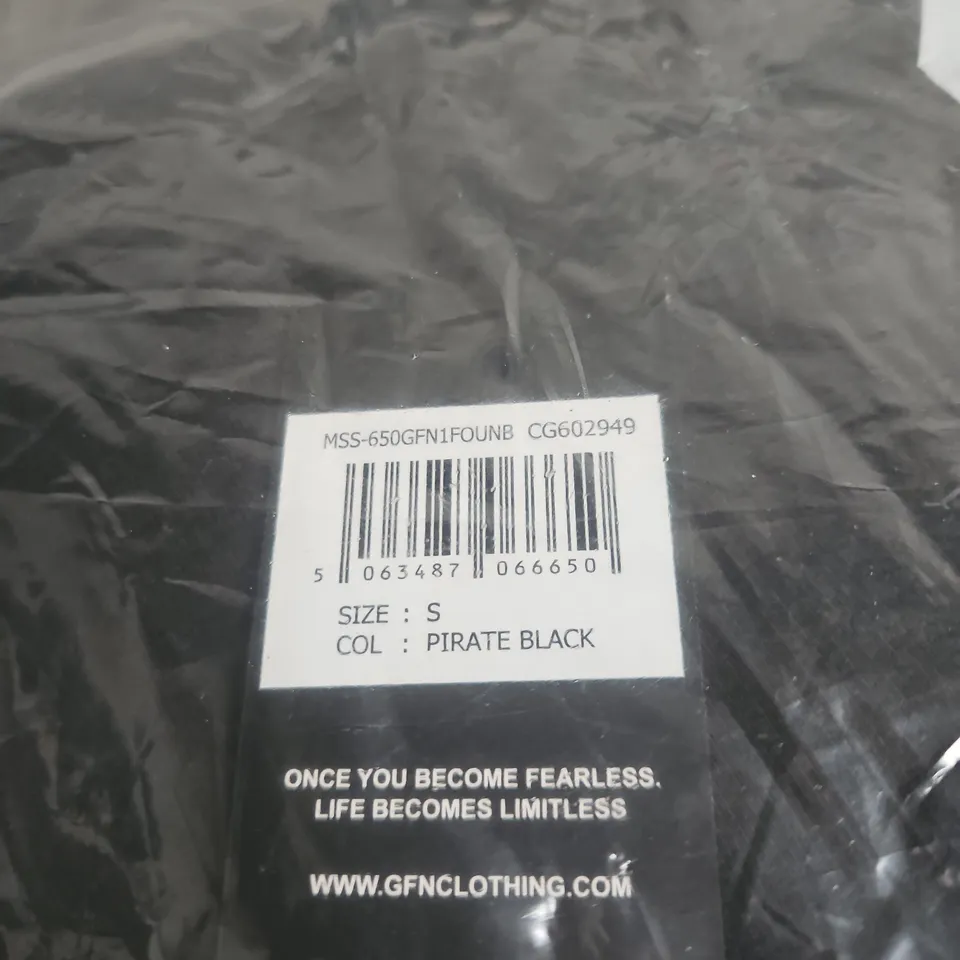 MSS-650GFN1FOUNB CG602949
5 063487 066650
SIZE : S
COL : PIRATE BLACK
ONCE YOU BECOME FEARLESS.
LIFE BECOMES LIMITLESS
WWW.GFNCLOTHING.COM